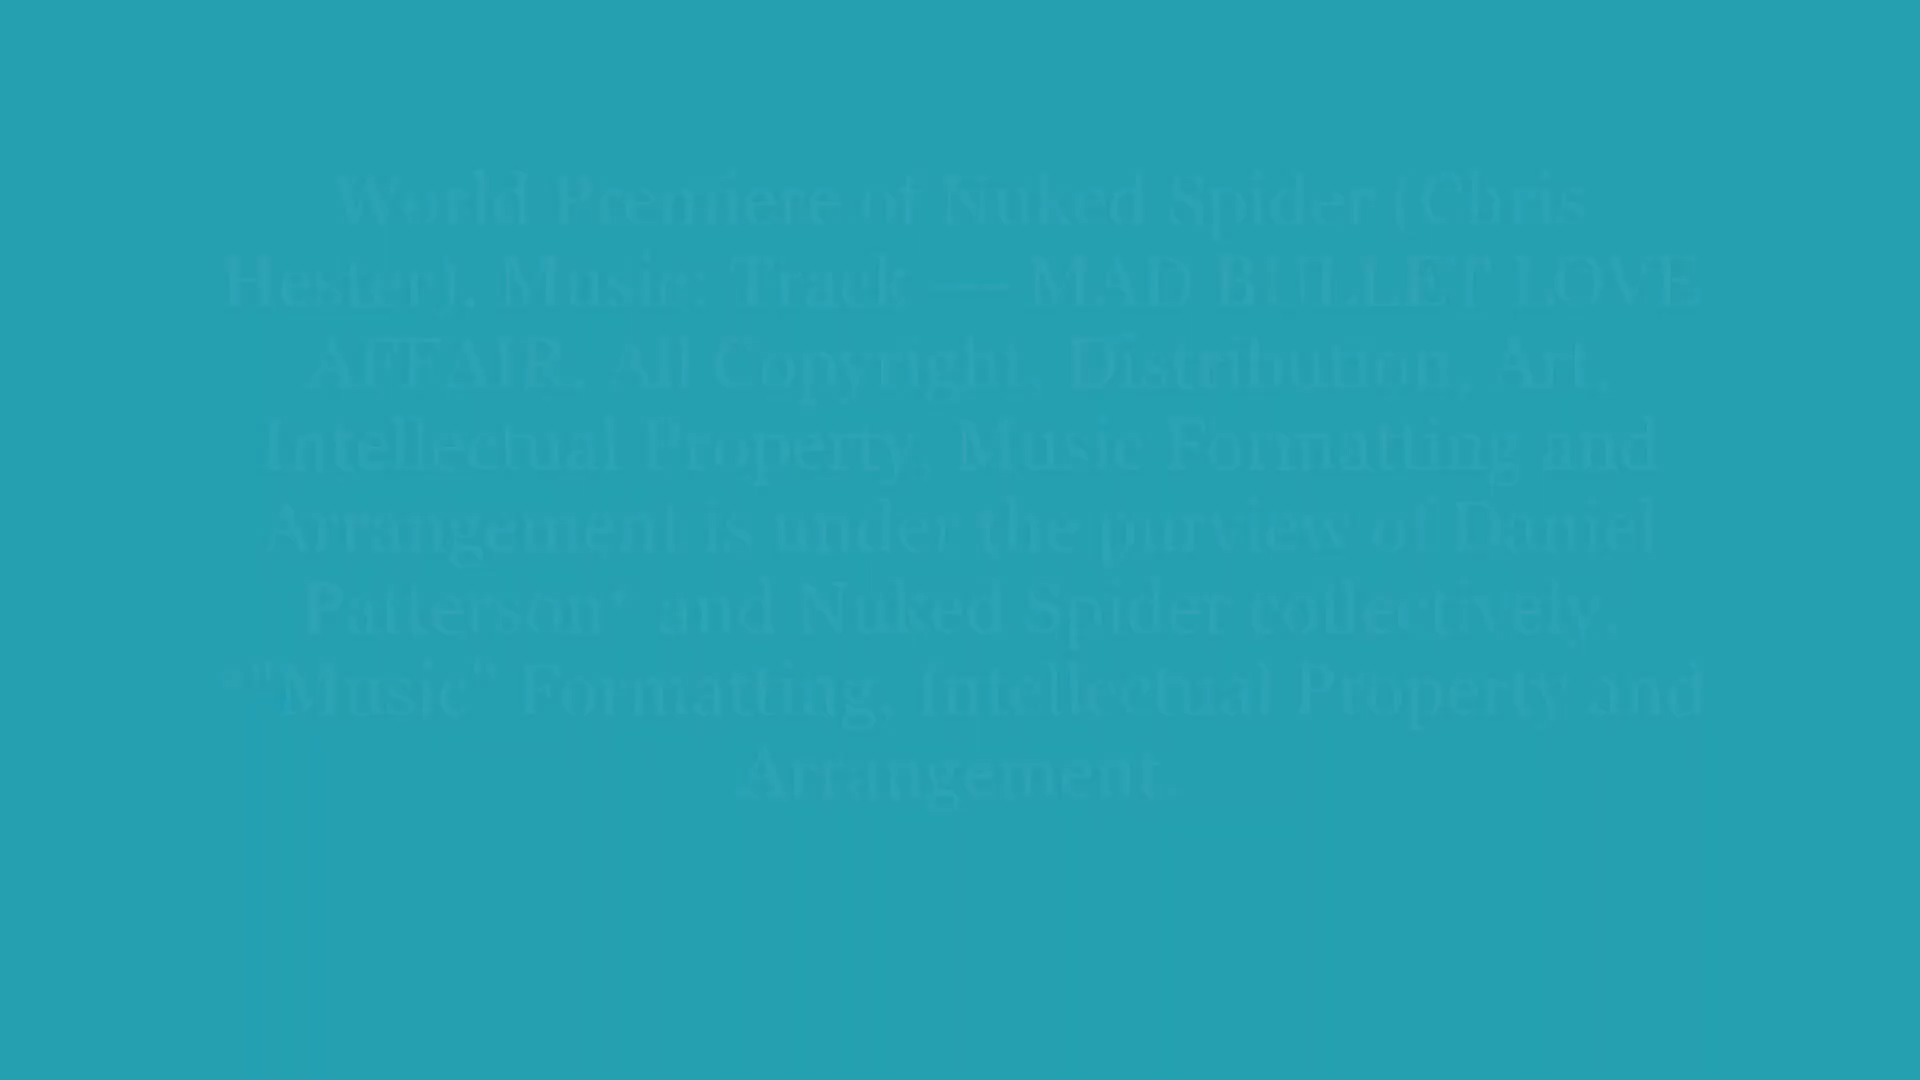 World Premiere of Nuked Spider (Chris
Hester), Music: Track — MAD BULLET LOVE
AFFAIR. All Copyright, Distribution, Art,
Intellectual Property, Music Formatting and
Arrangement is under the purview of Daniel
Patterson* and Nuked Spider collectively.
*"Music" Formatting, Intellectual Property and
Arrangement.